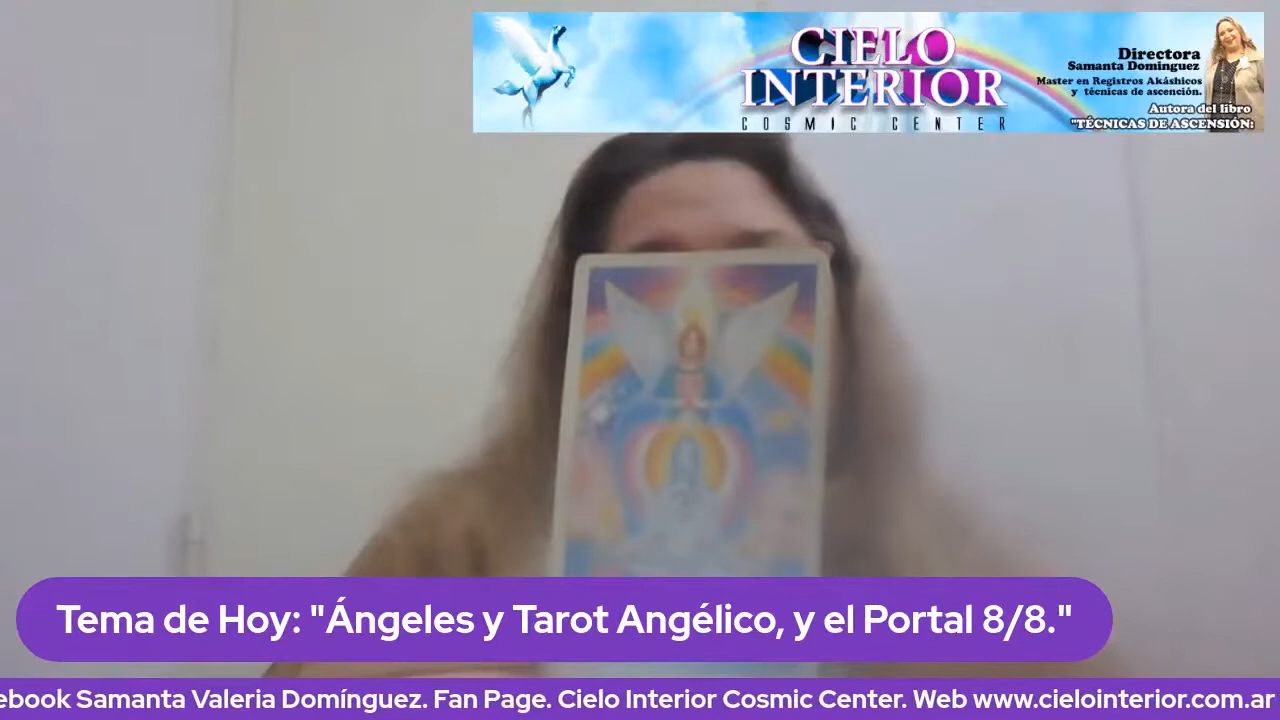 CIELO
INTERIOR
COSMIC CENTER
Directora
Samanta Dominguez
Master en Registros Akáshicos
y técnicas de ascención.
Autora del libro
"TÉCNICAS DE ASCENSIÓN:
Tema de Hoy: "Ángeles y Tarot Angélico, y el Portal 8/8."
ebook Samanta Valeria Domínguez. Fan Page. Cielo Interior Cosmic Center. Web www.cielointerior.com.ar